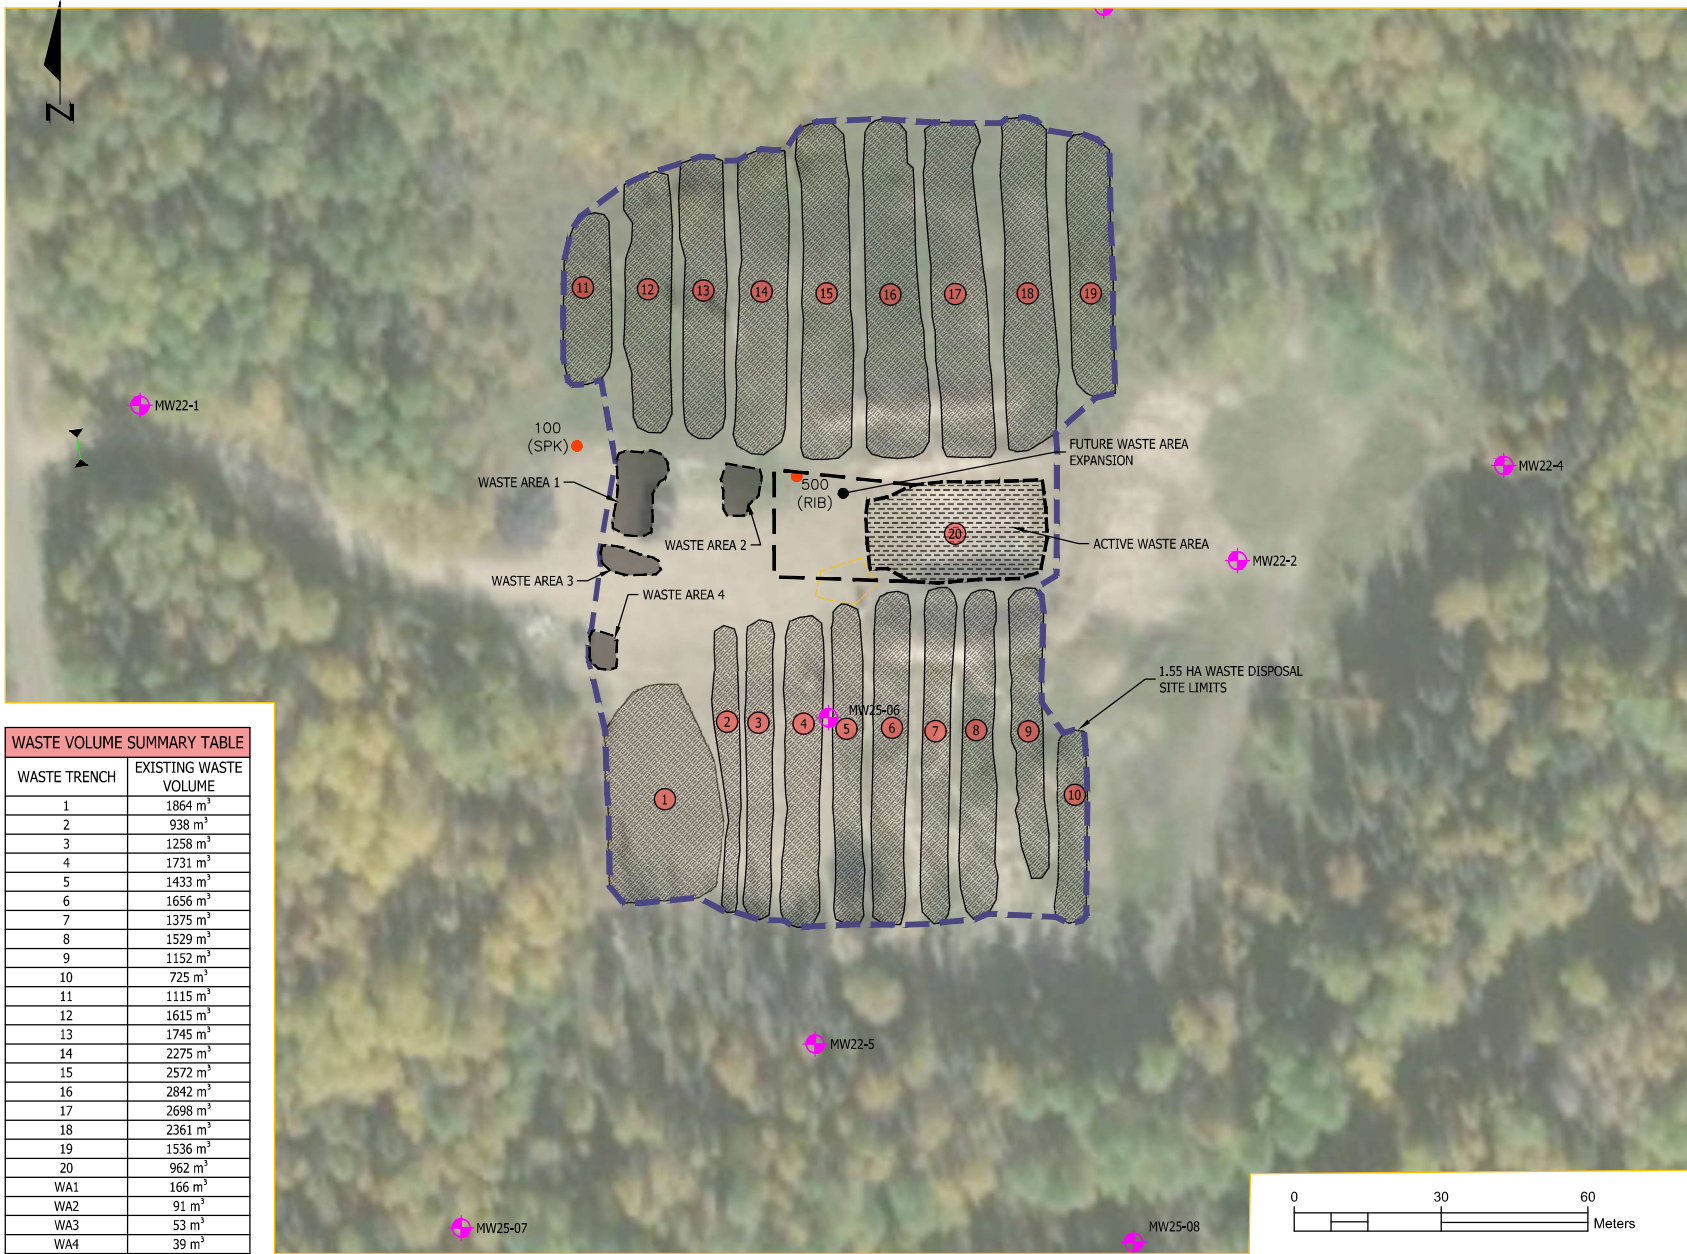 N
11
12
13
14
15
16
17
18
19
MW22-1
100
(SPK)
FUTURE WASTE AREA
EXPANSION
MW22-4
WASTE AREA 1
500
(RIB)
20
WASTE AREA 2
ACTIVE WASTE AREA
MW22-2
WASTE AREA 3
WASTE AREA 4
1.55 HA WASTE DISPOSAL
SITE LIMITS
MW25-06
2
3
4
5
6
7
8
9
1
10
MW22-5
MW25-07
MW25-08
WASTE VOLUME SUMMARY TABLE
WASTE TRENCH EXISTING WASTE
VOLUME
1 1864 m³
2 938 m³
3 1258 m³
4 1731 m³
5 1433 m³
6 1656 m³
7 1375 m³
8 1529 m³
9 1152 m³
10 725 m³
11 1115 m³
12 1615 m³
13 1745 m³
14 2275 m³
15 2572 m³
16 2842 m³
17 2698 m³
18 2361 m³
19 1536 m³
20 962 m³
WA1 166 m³
WA2 91 m³
WA3 53 m³
WA4 39 m³
0 30 60
Meters